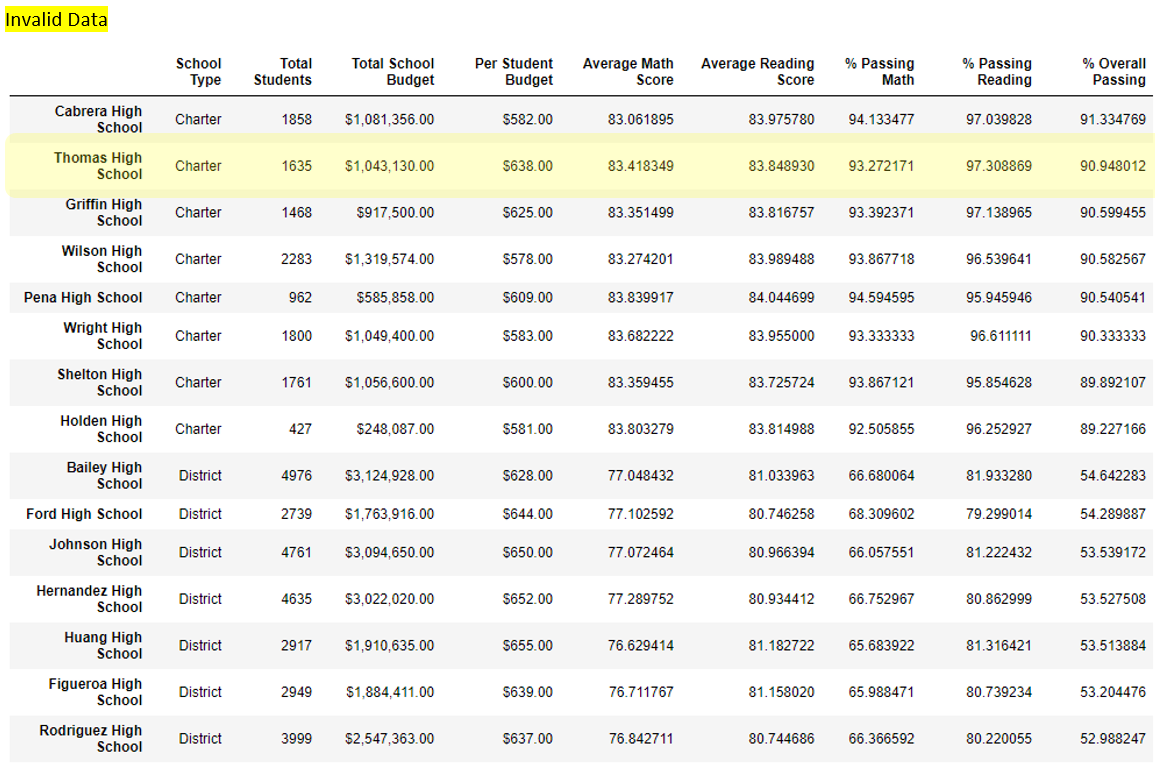 Invalid Data
School Type Total Students Total School Budget Per Student Budget Average Math Score Average Reading Score % Passing Math % Passing Reading % Overall Passing
Cabrera High School Charter 1858 $1,081,356.00 $582.00 83.061895 83.975780 94.133477 97.039828 91.334769
Thomas High School Charter 1635 $1,043,130.00 $638.00 83.418349 83.848930 93.272171 97.308869 90.948012
Griffin High School Charter 1468 $917,500.00 $625.00 83.351499 83.816757 93.392371 97.138965 90.599455
Wilson High School Charter 2283 $1,319,574.00 $578.00 83.274201 83.989488 93.867718 96.539641 90.582567
Pena High School Charter 962 $585,858.00 $609.00 83.839917 84.044699 94.594595 95.945946 90.540541
Wright High School Charter 1800 $1,049,400.00 $583.00 83.682222 83.955000 93.333333 96.611111 90.333333
Shelton High School Charter 1761 $1,056,600.00 $600.00 83.359455 83.725724 93.867121 95.854628 89.892107
Holden High School Charter 427 $248,087.00 $581.00 83.803279 83.814988 92.505855 96.252927 89.227166
Bailey High School District 4976 $3,124,928.00 $628.00 77.048432 81.033963 66.680064 81.933280 54.642283
Ford High School District 2739 $1,763,916.00 $644.00 77.102592 80.746258 68.309602 79.299014 54.289887
Johnson High School District 4761 $3,094,650.00 $650.00 77.072464 80.966394 66.057551 81.222432 53.539172
Hernandez High School District 4635 $3,022,020.00 $652.00 77.289752 80.934412 66.752967 80.862999 53.527508
Huang High School District 2917 $1,910,635.00 $655.00 76.629414 81.182722 65.683922 81.316421 53.513884
Figueroa High School District 2949 $1,884,411.00 $639.00 76.711767 81.158020 65.988471 80.739234 53.204476
Rodriguez High School District 3999 $2,547,363.00 $637.00 76.842711 80.744686 66.366592 80.220055 52.988247